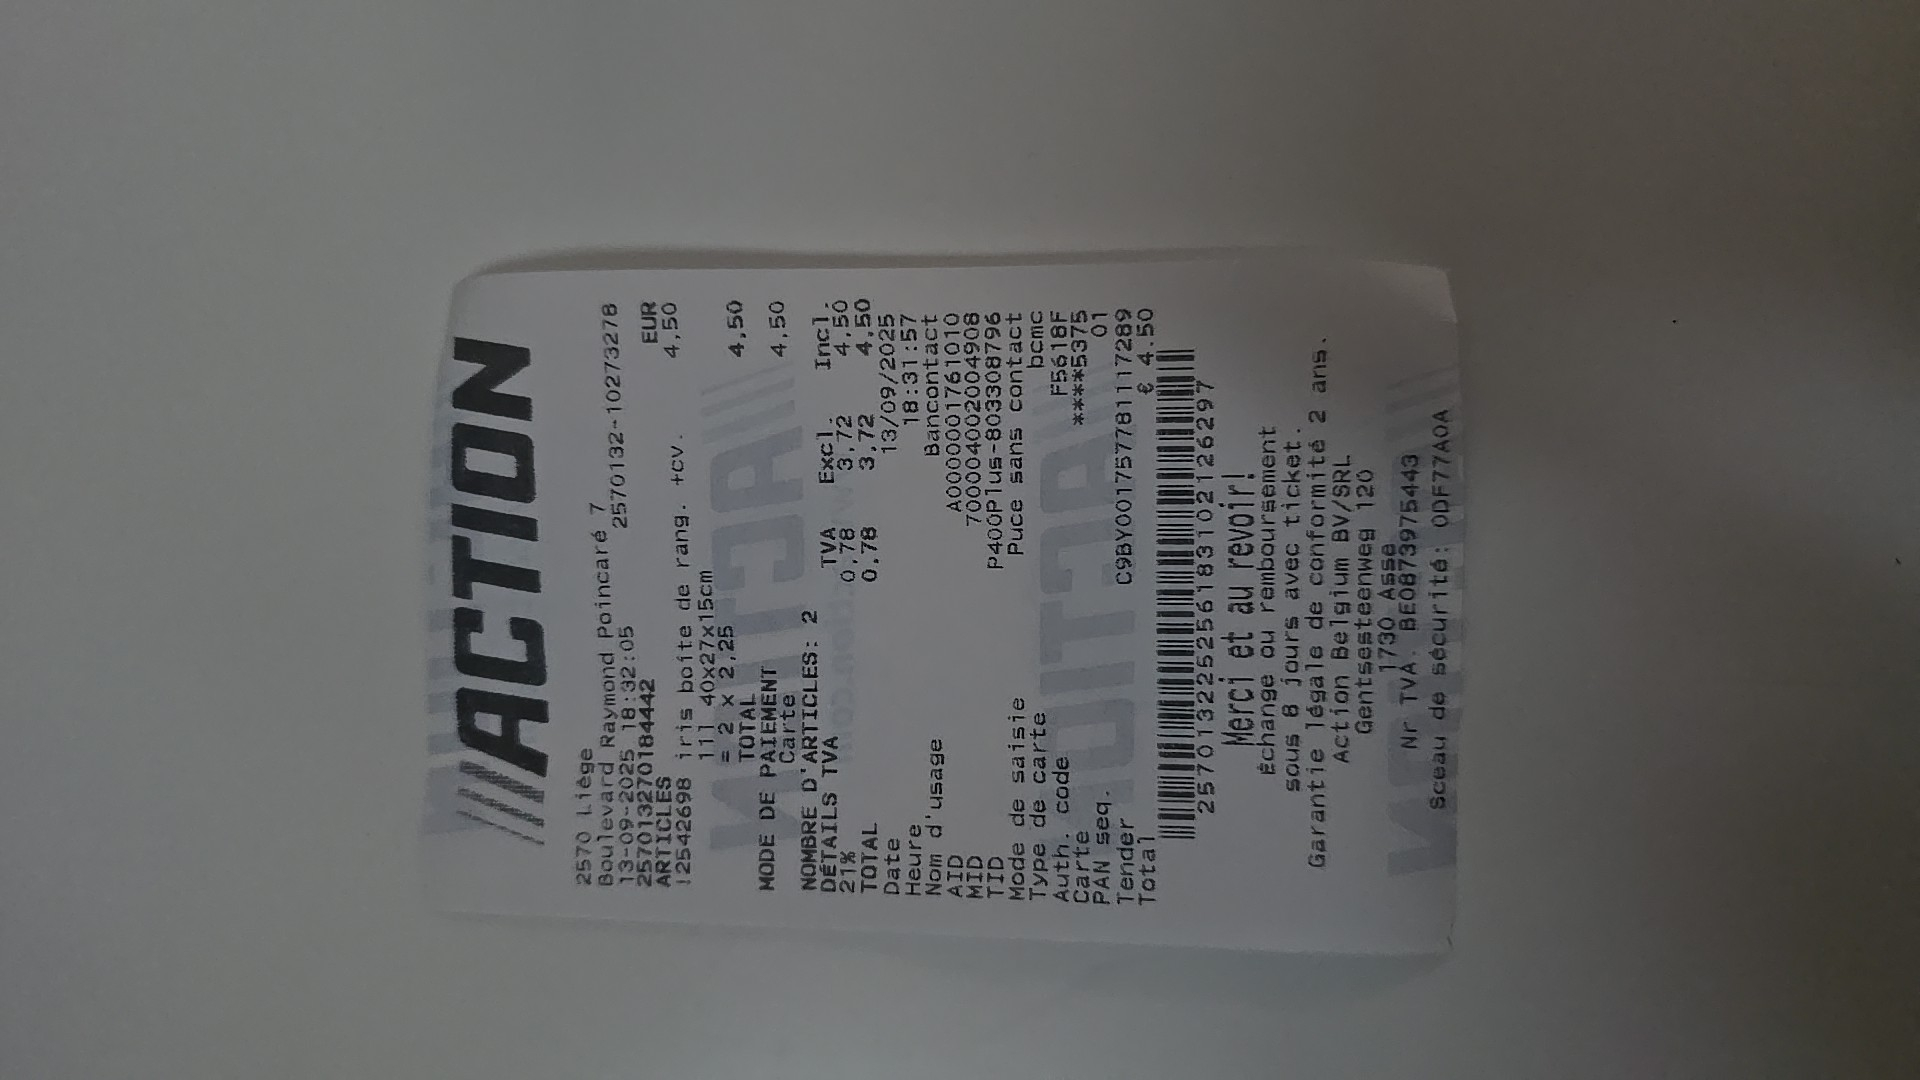 ACTION
2570 Liège
Boulevard Raymond Poincaré 7
13-09-2025 18:32:05 2570132-10273278
257013270184442
ARTICLES EUR
!2542698 iris boîte de rang. +cv. 4,50
111 40x27x15cm
= 2 x 2,25
TOTAL 4,50
MODE DE PAIEMENT
Carte 4,50
NOMBRE D'ARTICLES: 2
DÉTAILS TVA TVA Excl. Incl.
21% 0,78 3,72 4,50
TOTAL 0,78 3,72 4,50
Date 13/09/2025
Heure 18:31:57
Nom d'usage Bancontact
AID A0000001761010
MID 700004002004908
TID P400Plus-803308796
Mode de saisie Puce sans contact
Type de carte bcmc
Auth. code F5618F
Carte ****5375
PAN seq. 01
Tender C9BY001757781117289
Total € 4.50
257013225256183102126297
Merci et au revoir!
Échange ou remboursement
sous 8 jours avec ticket.
Garantie légale de conformité 2 ans.
Action Belgium BV/SRL
Gentsesteenweg 120
1730 Asse
Nr TVA. BE0873975443
Sceau de sécurité: 0DF77A0A